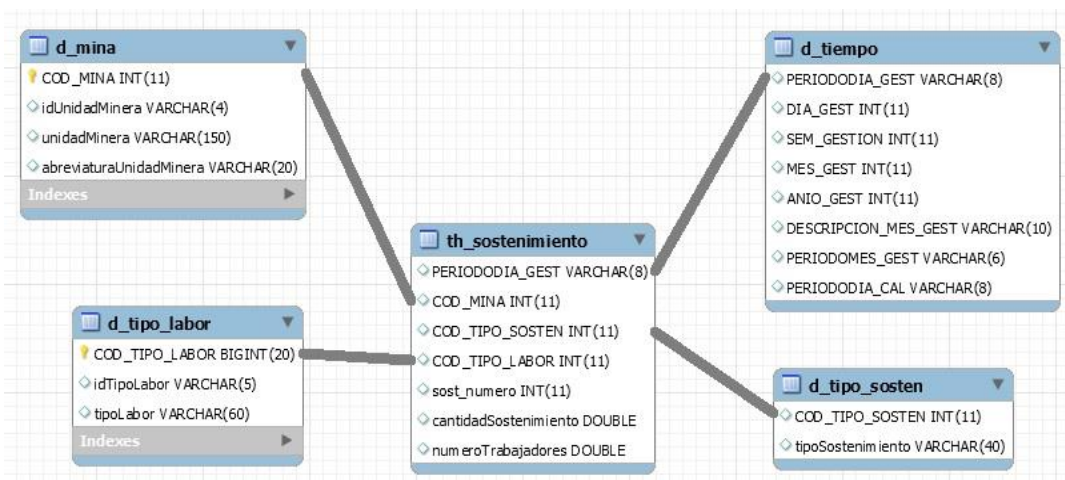 d_mina
COD_MINA INT(11)
idUnidadMinera VARCHAR(4)
unidadMinera VARCHAR(150)
abreviaturaUnidadMinera VARCHAR(20)
Indexes
d_tiempo
PERIODODIA_GEST VARCHAR(8)
DIA_GEST INT(11)
SEM_GESTION INT(11)
MES_GEST INT(11)
ANIO_GEST INT(11)
DESCRIPCION_MES_GEST VARCHAR(10)
PERIODOMES_GEST VARCHAR(6)
PERIODODIA_CAL VARCHAR(8)
th_sostenimiento
PERIODODIA_GEST VARCHAR(8)
COD_MINA INT(11)
COD_TIPO_SOSTEN INT(11)
COD_TIPO_LABOR INT(11)
sost_numero INT(11)
cantidadSostenimiento DOUBLE
numeroTrabajadores DOUBLE
d_tipo_labor
COD_TIPO_LABOR BIGINT(20)
idTipoLabor VARCHAR(5)
tipoLabor VARCHAR(60)
Indexes
d_tipo_sosten
COD_TIPO_SOSTEN INT(11)
tipoSostenimiento VARCHAR(40)